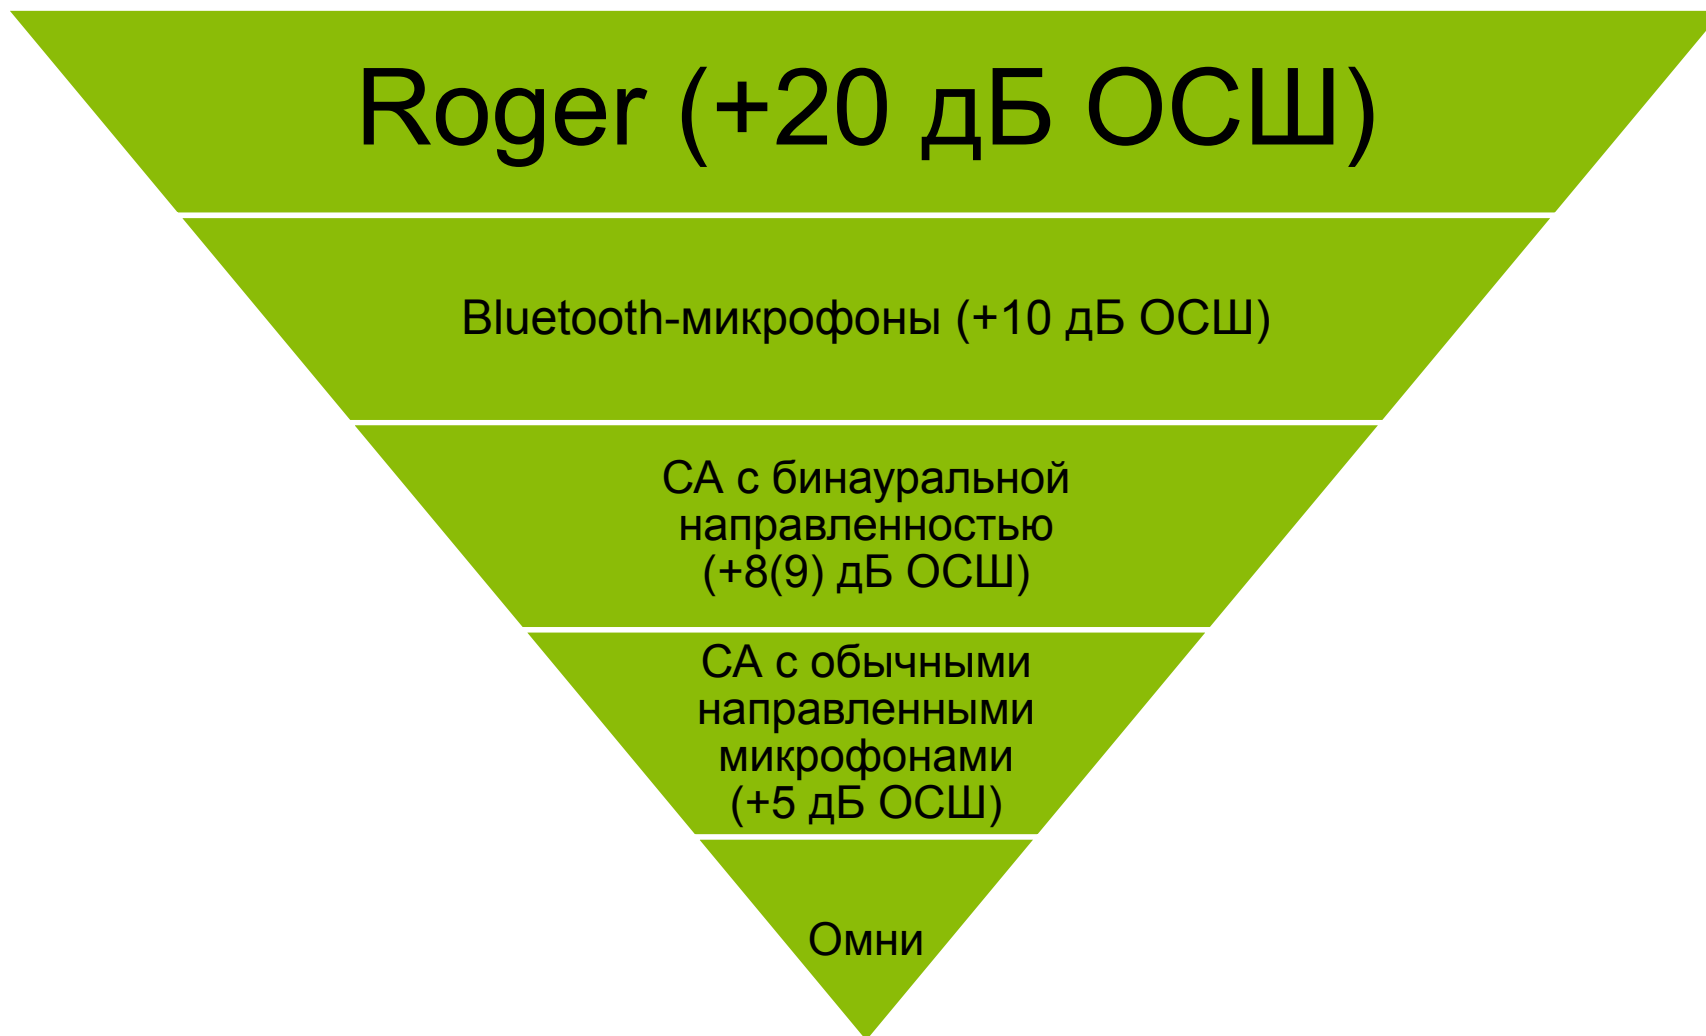 Roger (+20 дБ ОСШ)
Bluetooth-микрофоны (+10 дБ ОСШ)
СА с бинауральной
направленностью
(+8(9) дБ ОСШ)
СА с обычными
направленными
микрофонами
(+5 дБ ОСШ)
Омни